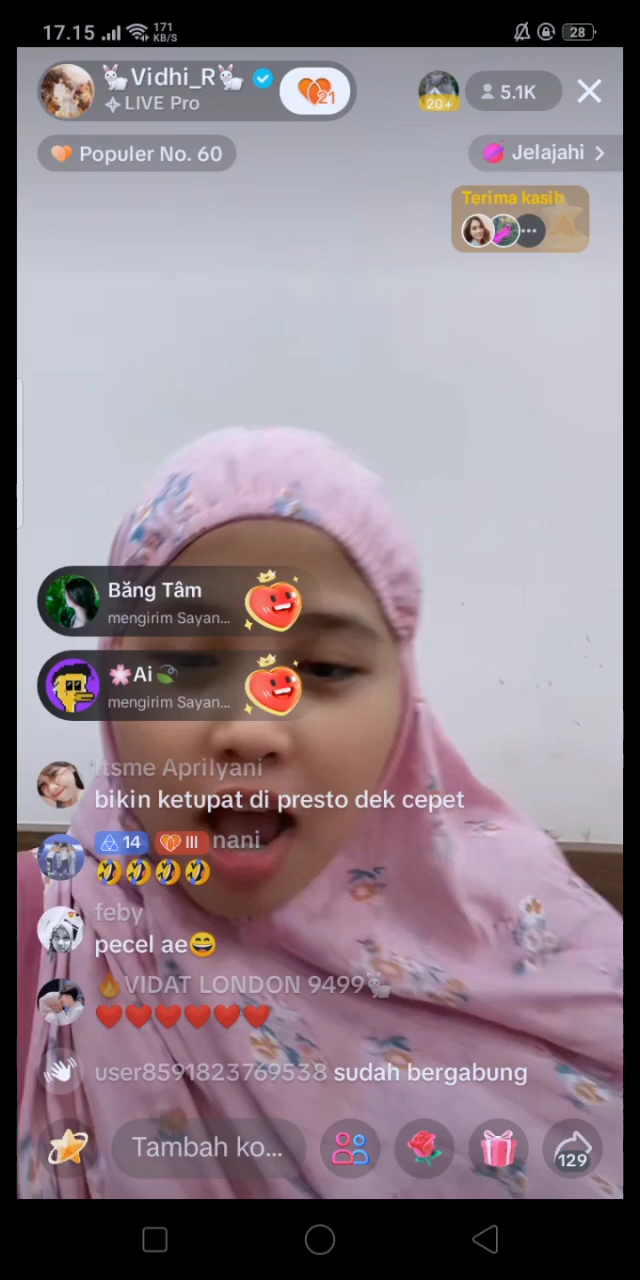 17.15
171
KB/S
28
🐇Vidhi_R🐇
LIVE Pro
21
20+
5.1K
Populer No. 60
Jelajahi
Terima kasih
Băng Tâm
mengirim Sayan...
🌸Ai🍃
mengirim Sayan...
Itsme Aprilyani
bikin ketupat di presto dek cepet
14 III nani
🤣🤣🤣🤣
feby
pecel ae😄
🔥VIDAT LONDON 9499🐇
❤️❤️❤️❤️❤️❤️
user8591823769538 sudah bergabung
Tambah ko...
129